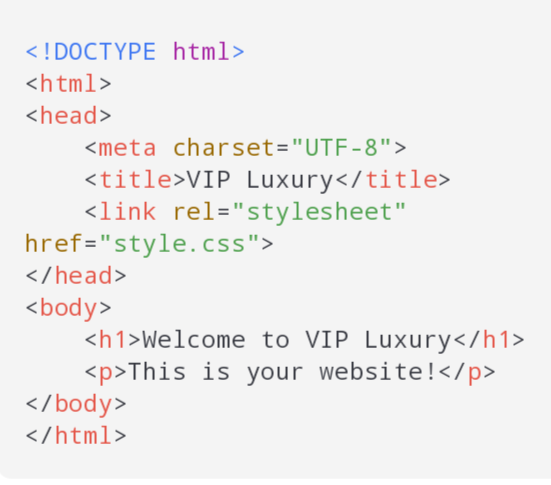 <!DOCTYPE html>
<html>
<head>
    <meta charset="UTF-8">
    <title>VIP Luxury</title>
    <link rel="stylesheet"
href="style.css">
</head>
<body>
    <h1>Welcome to VIP Luxury</h1>
    <p>This is your website!</p>
</body>
</html>